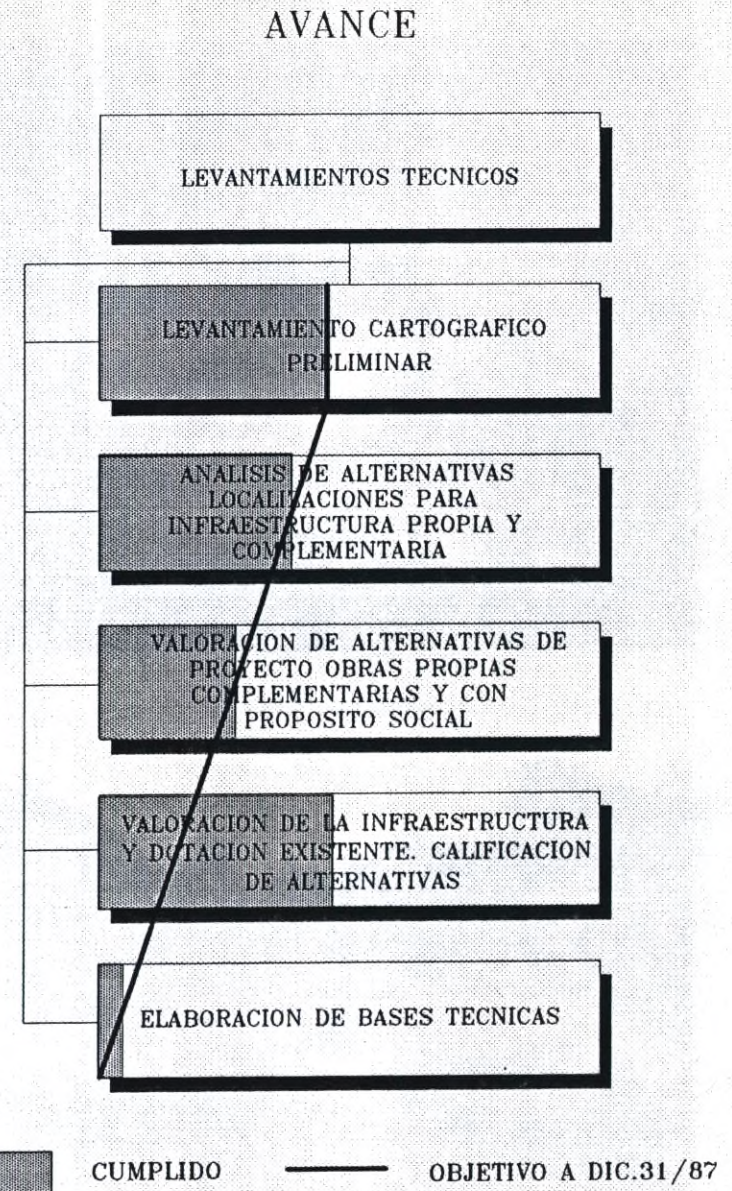 AVANCE
LEVANTAMIENTOS TECNICOS
LEVANTAMIENTO CARTOGRAFICO
PRELIMINAR
ANALISIS DE ALTERNATIVAS
LOCALIZACIONES PARA
INFRAESTRUCTURA PROPIA Y
COMPLEMENTARIA
VALORACION DE ALTERNATIVAS DE
PROYECTO OBRAS PROPIAS
COMPLEMENTARIAS Y CON
PROPOSITO SOCIAL
VALORACION DE LA INFRAESTRUCTURA
Y DOTACION EXISTENTE. CALIFICACION
DE ALTERNATIVAS
ELABORACION DE BASES TECNICAS
CUMPLIDO OBJETIVO A DIC.31/87